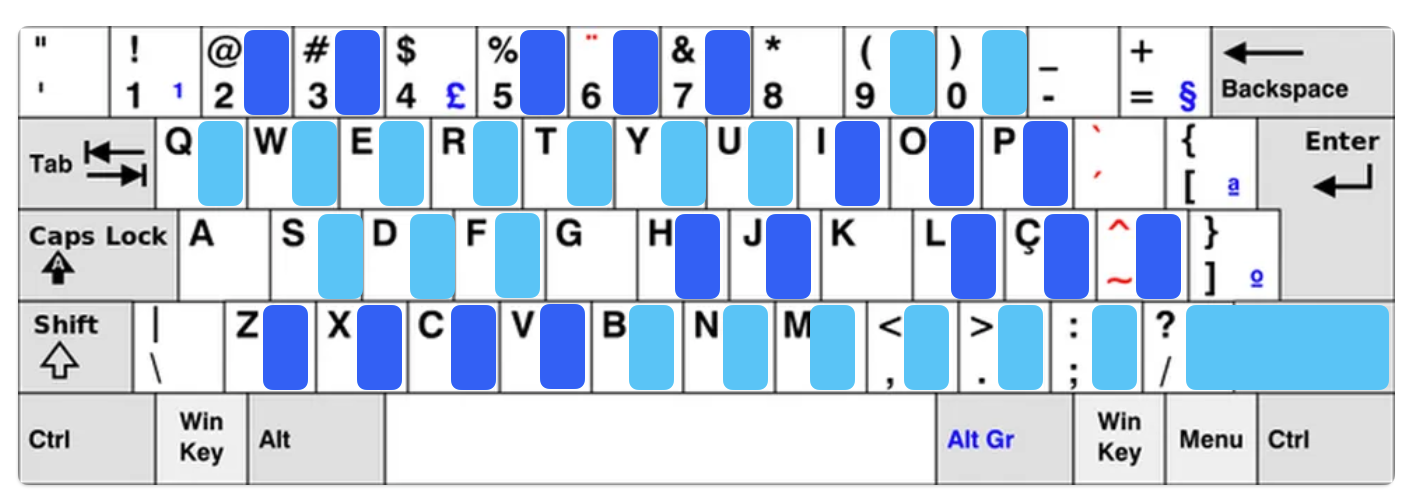 " ! @ # $ % ¨ & * ( ) _ +
' 1 ¹ 2 3 4 £ 5 6 7 8 9 0 - = § Backspace
Tab Q W E R T Y U I O P ` { Enter
´ [ ª
Caps Lock A S D F G H J K L Ç ^ }
A ~ ] º
Shift | Z X C V B N M < > : ?
\ , . ; /
Ctrl Win Key Alt Alt Gr Win Key Menu Ctrl